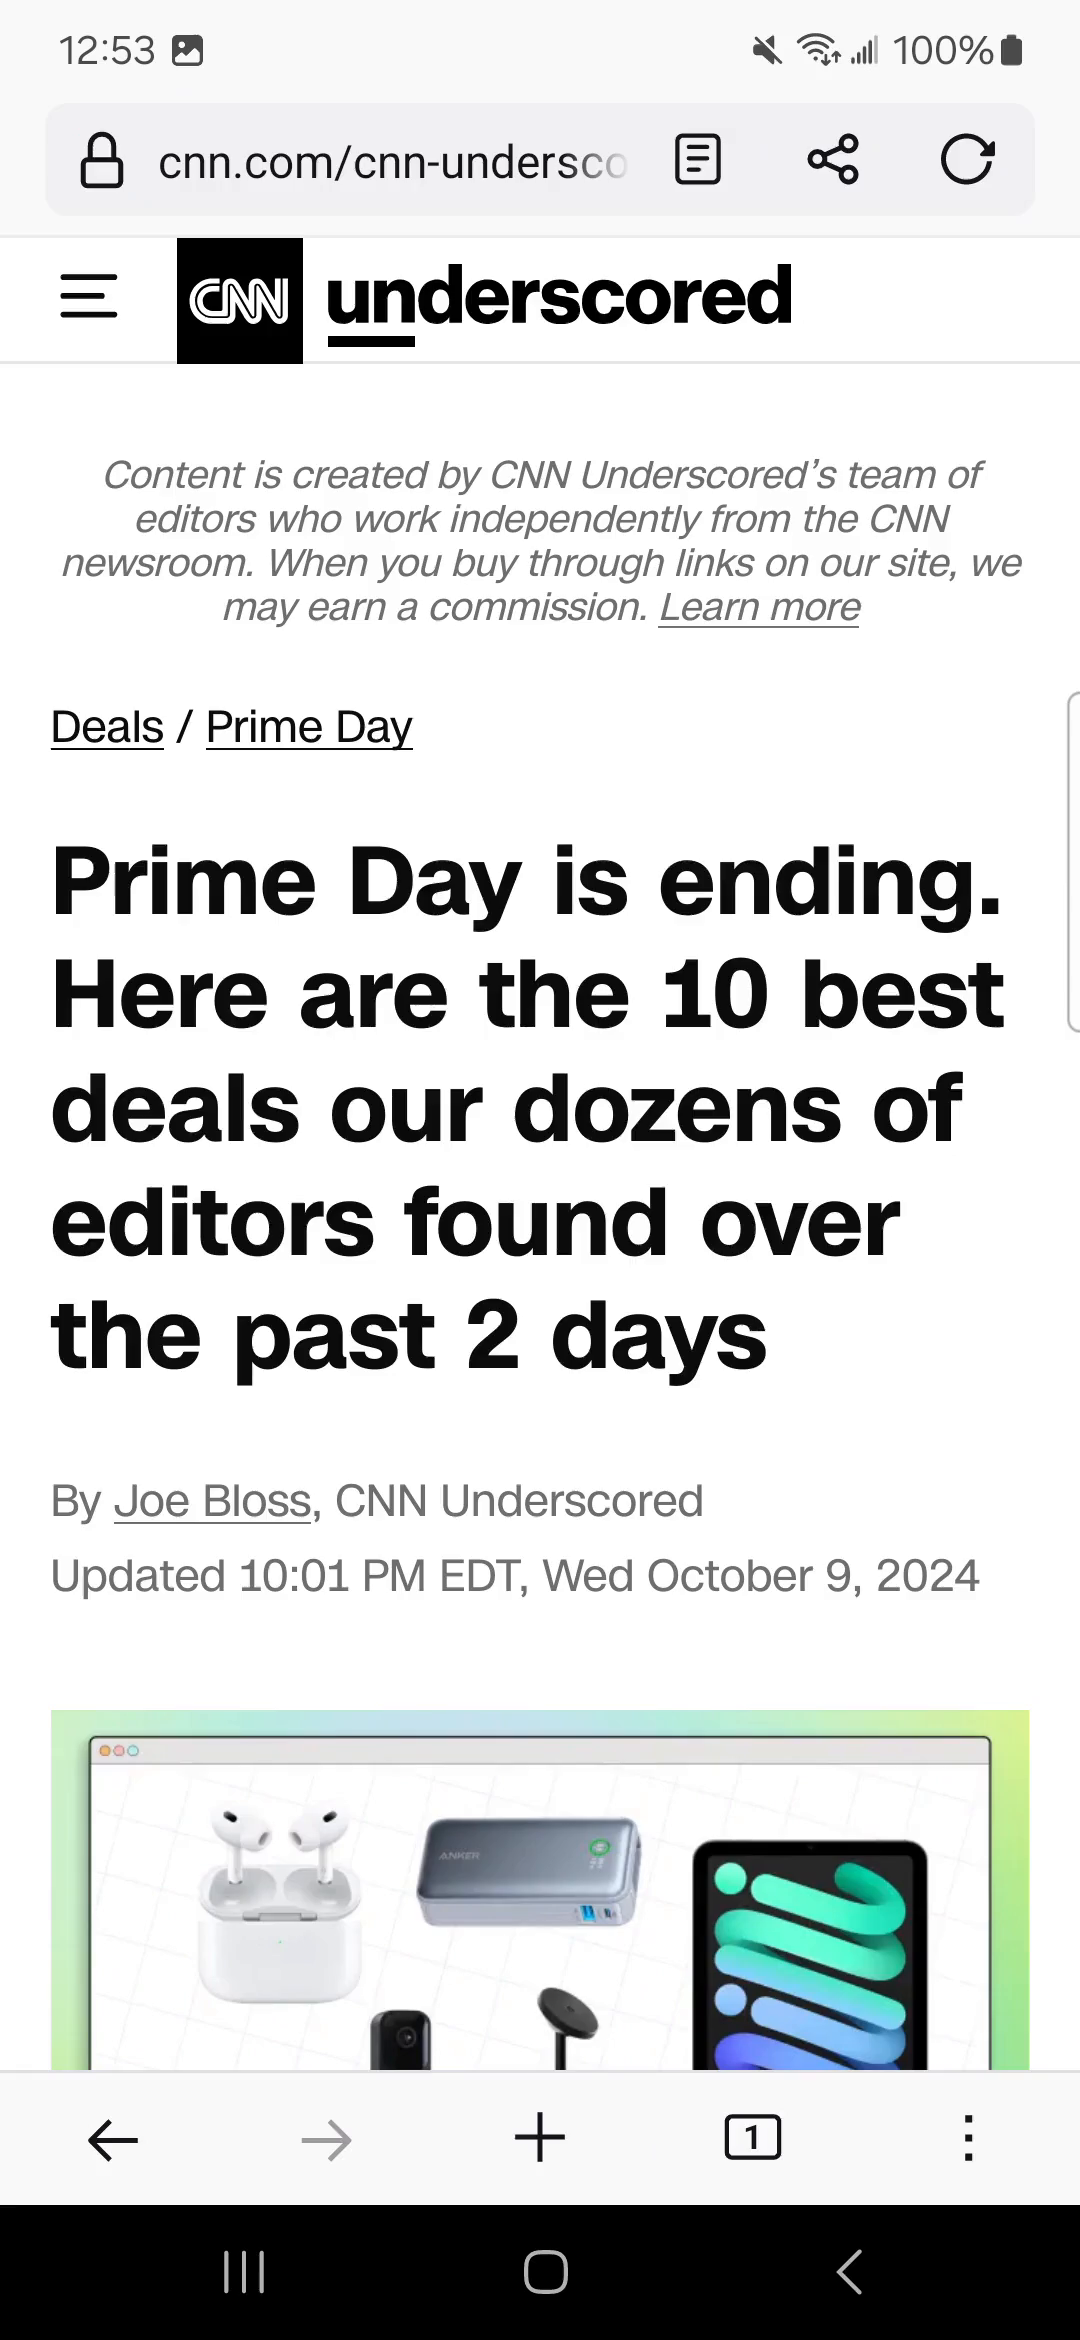 12:53
100%
cnn.com/cnn-undersco
CNN underscored
Content is created by CNN Underscored’s team of
editors who work independently from the CNN
newsroom. When you buy through links on our site, we
may earn a commission. Learn more
Deals / Prime Day
Prime Day is ending.
Here are the 10 best
deals our dozens of
editors found over
the past 2 days
By Joe Bloss, CNN Underscored
Updated 10:01 PM EDT, Wed October 9, 2024
ANKER
1